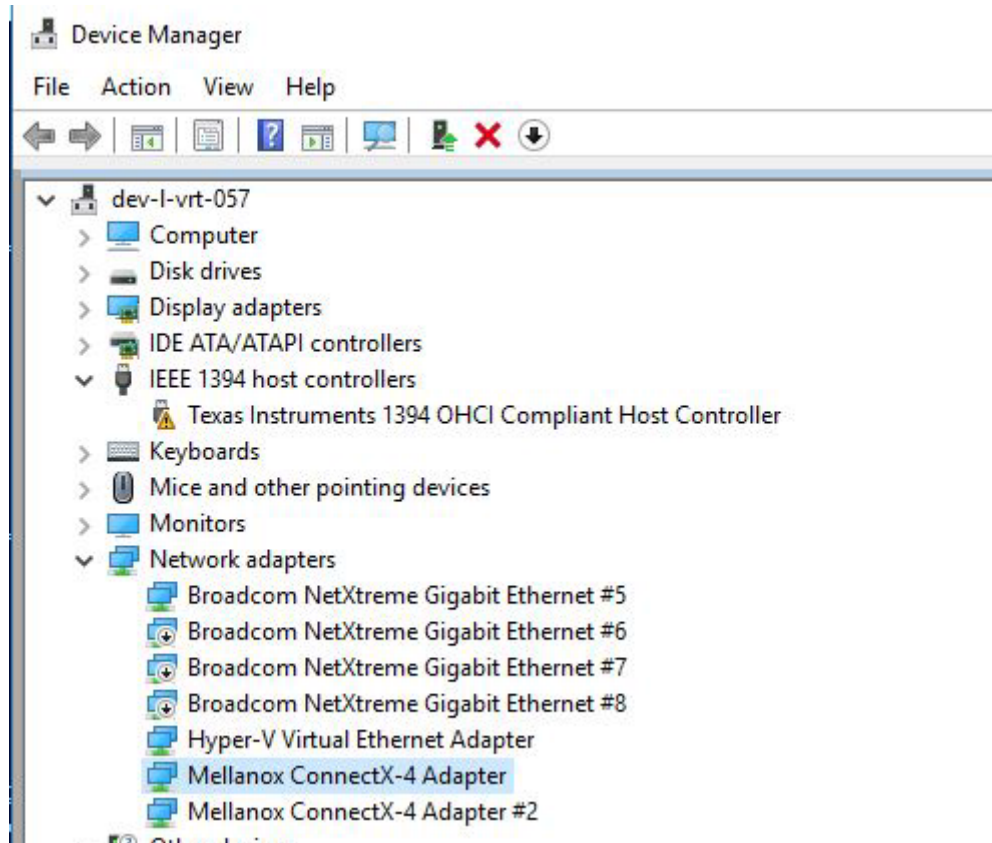 Device Manager
File Action View Help
dev-l-vrt-057
Computer
Disk drives
Display adapters
IDE ATA/ATAPI controllers
IEEE 1394 host controllers
Texas Instruments 1394 OHCI Compliant Host Controller
Keyboards
Mice and other pointing devices
Monitors
Network adapters
Broadcom NetXtreme Gigabit Ethernet #5
Broadcom NetXtreme Gigabit Ethernet #6
Broadcom NetXtreme Gigabit Ethernet #7
Broadcom NetXtreme Gigabit Ethernet #8
Hyper-V Virtual Ethernet Adapter
Mellanox ConnectX-4 Adapter
Mellanox ConnectX-4 Adapter #2